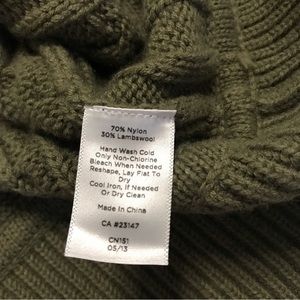 70% Nylon
30% Lambswool
Hand Wash Cold
Only Non-Chlorine
Bleach When Needed
Reshape, Lay Flat To
Dry
Cool Iron, if Needed
Or Dry Clean
Made In China
CA #23147
CN151
05/13